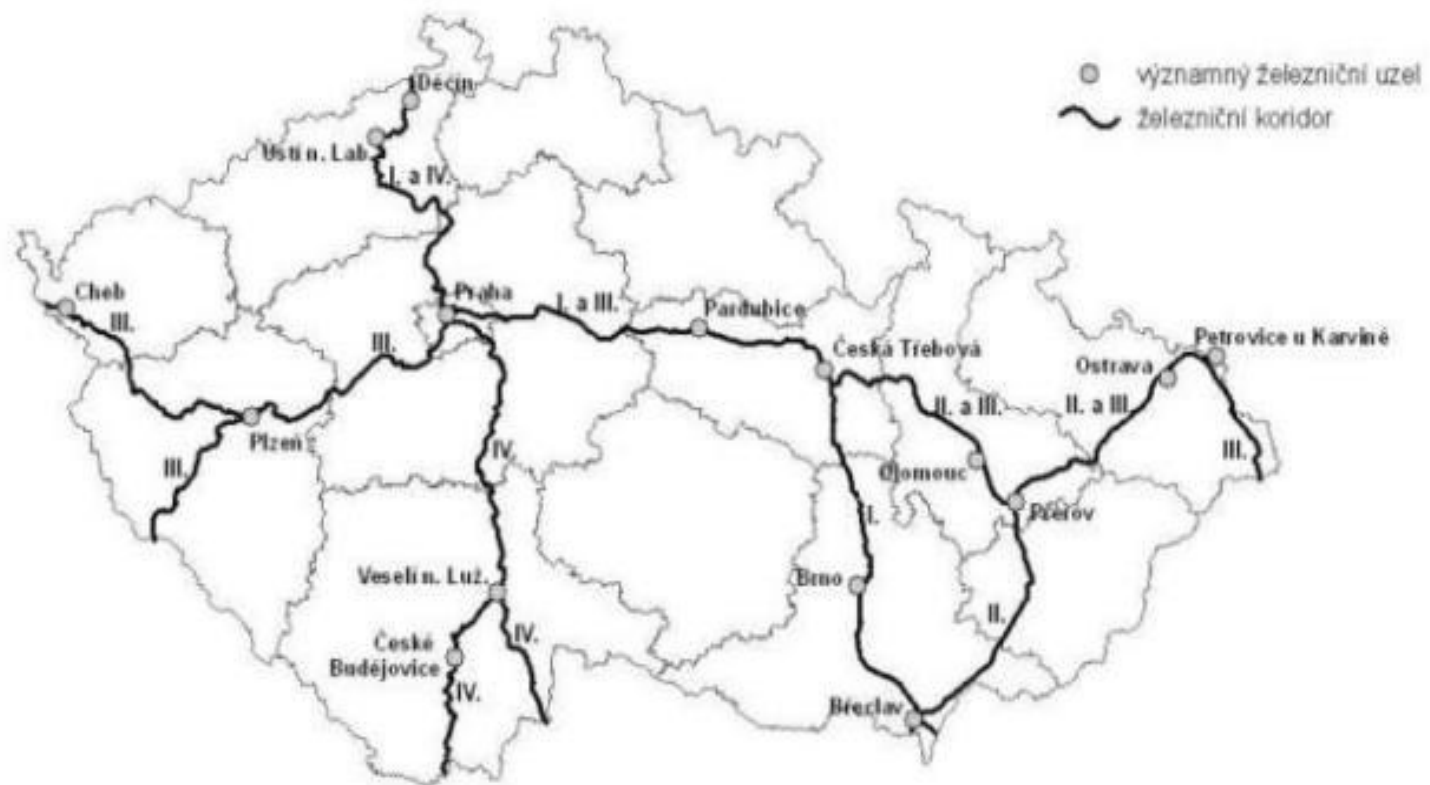 Děčín
významný železniční uzel
železniční koridor
Ústí n. Lab.
I. a IV.
Cheb
III.
Praha
I. a III.
Pardubice
III.
Česká Třebová
Petrovice u Karviné
Ostrava
II. a III.
II. a III.
Plzeň
III.
IV.
Olomouc
III.
Přerov
I.
Veselí n. Luž.
Brno
II.
IV.
České
Budějovice
IV.
Břeclav